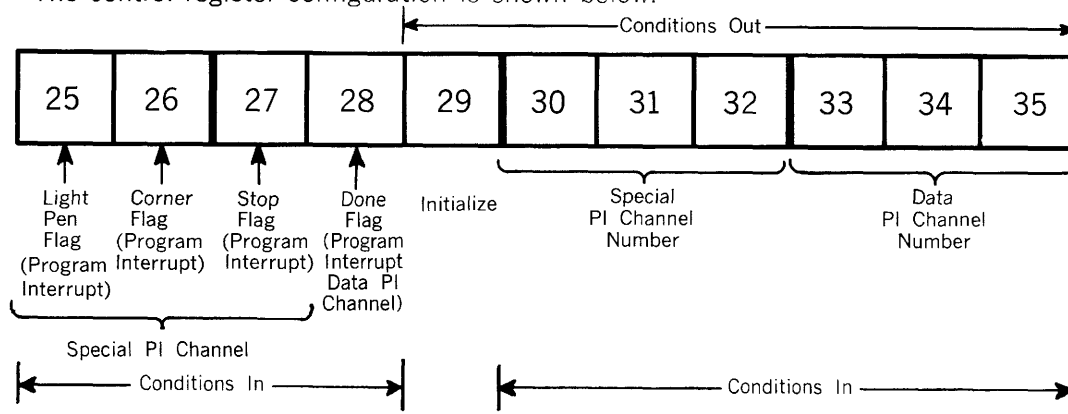 The control register configuration is shown below:
Conditions Out
25 26 27 28 29 30 31 32 33 34 35
Light
Pen
Flag
(Program
Interrupt)
Corner
Flag
(Program
Interrupt)
Stop
Flag
(Program
Interrupt)
Done
Flag
(Program
Interrupt
Data PI
Channel)
Initialize
Special
PI Channel
Number
Data
PI Channel
Number
Special PI Channel
Conditions In
Conditions In